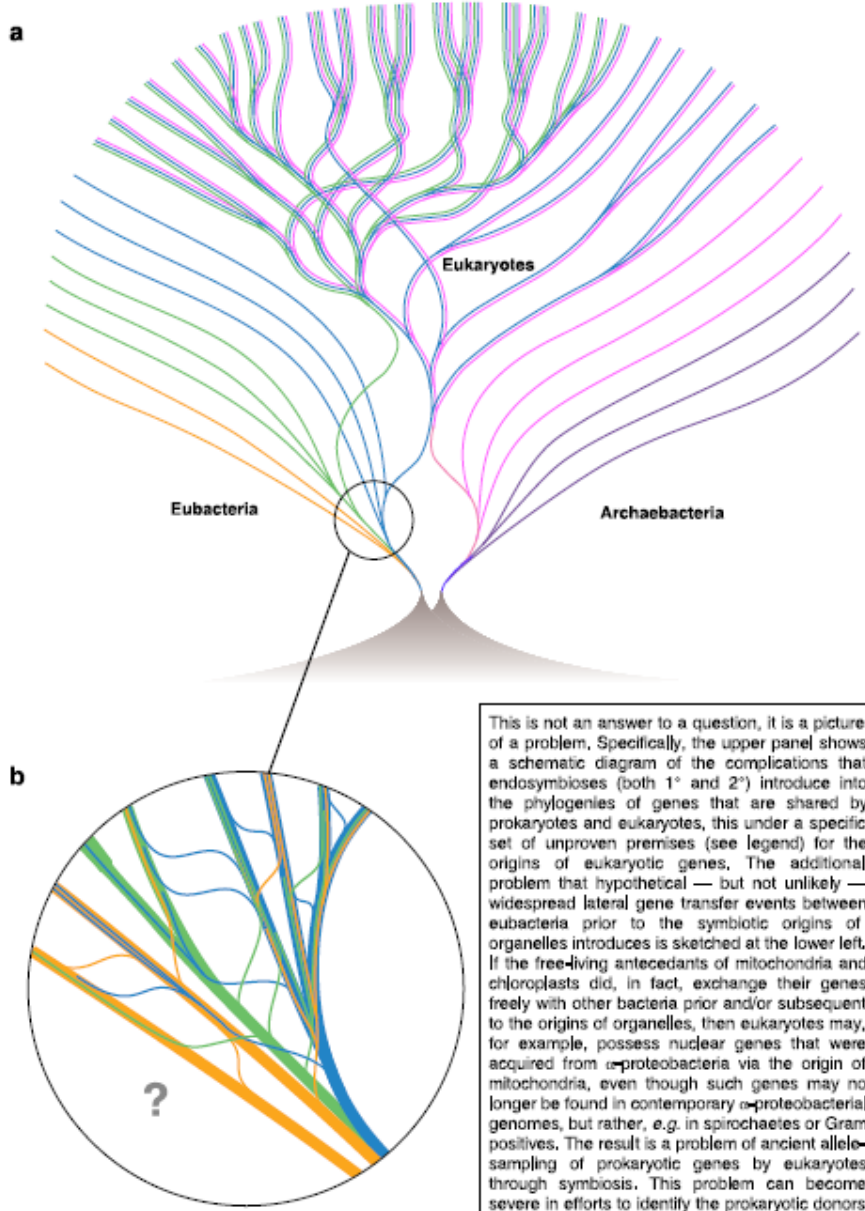 a
Eukaryotes
Eubacteria
Archaebacteria
b
?
This is not an answer to a question, it is a picture
of a problem. Specifically, the upper panel shows
a schematic diagram of the complications that
endosymbioses (both 1° and 2°) introduce into
the phylogenies of genes that are shared by
prokaryotes and eukaryotes, this under a specific
set of unproven premises (see legend) for the
origins of eukaryotic genes. The additional
problem that hypothetical — but not unlikely —
widespread lateral gene transfer events between
eubacteria prior to the symbiotic origins of
organelles introduces is sketched at the lower left.
If the free-living antecedants of mitochondria and
chloroplasts did, in fact, exchange their genes
freely with other bacteria prior and/or subsequent
to the origins of organelles, then eukaryotes may,
for example, possess nuclear genes that were
acquired from α-proteobacteria via the origin of
mitochondria, even though such genes may no
longer be found in contemporary α-proteobacterial
genomes, but rather, e.g. in spirochaetes or Gram
positives. The result is a problem of ancient allele-
sampling of prokaryotic genes by eukaryotes
through symbiosis. This problem can become
severe in efforts to identify the prokaryotic donors